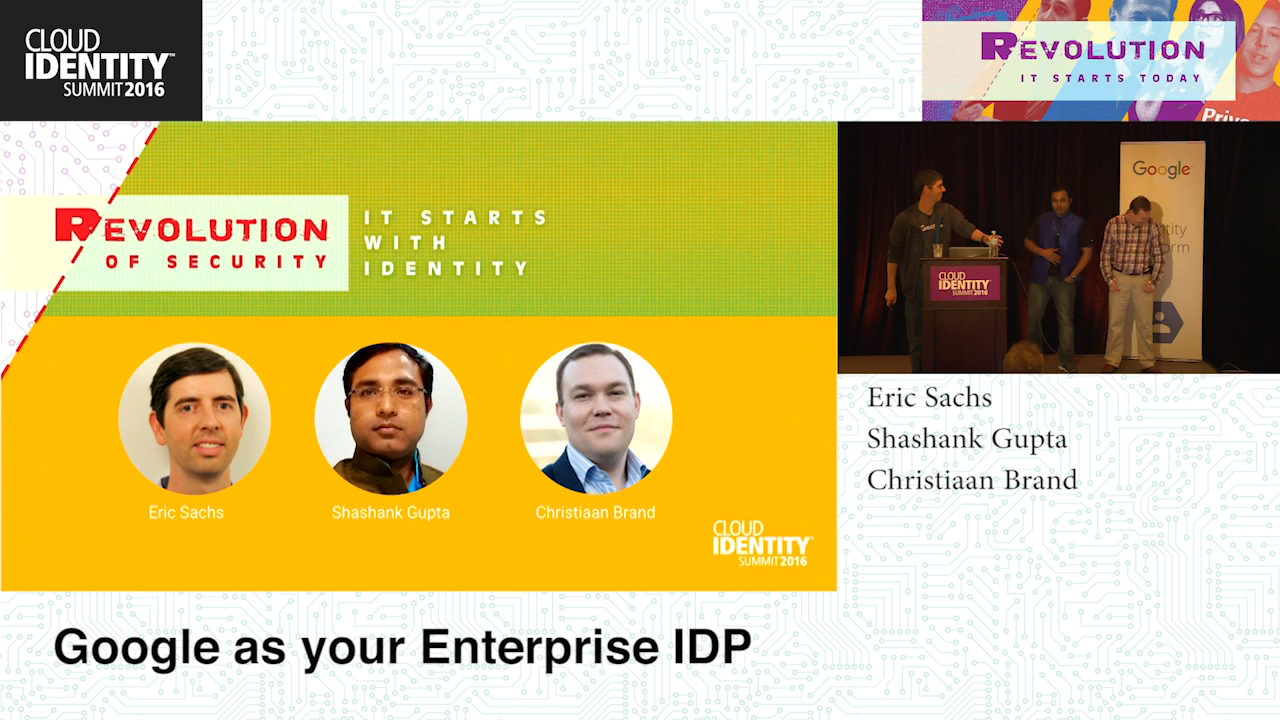 CLOUD
IDENTITY™
SUMMIT 2016
REVOLUTION
IT STARTS TODAY
REVOLUTION
OF SECURITY
IT STARTS
WITH
IDENTITY
Eric Sachs
Shashank Gupta
Christiaan Brand
CLOUD
IDENTITY™
SUMMIT 2016
Google
CLOUD
IDENTITY
SUMMIT 2016
Eric Sachs
Shashank Gupta
Christiaan Brand
Google as your Enterprise IDP